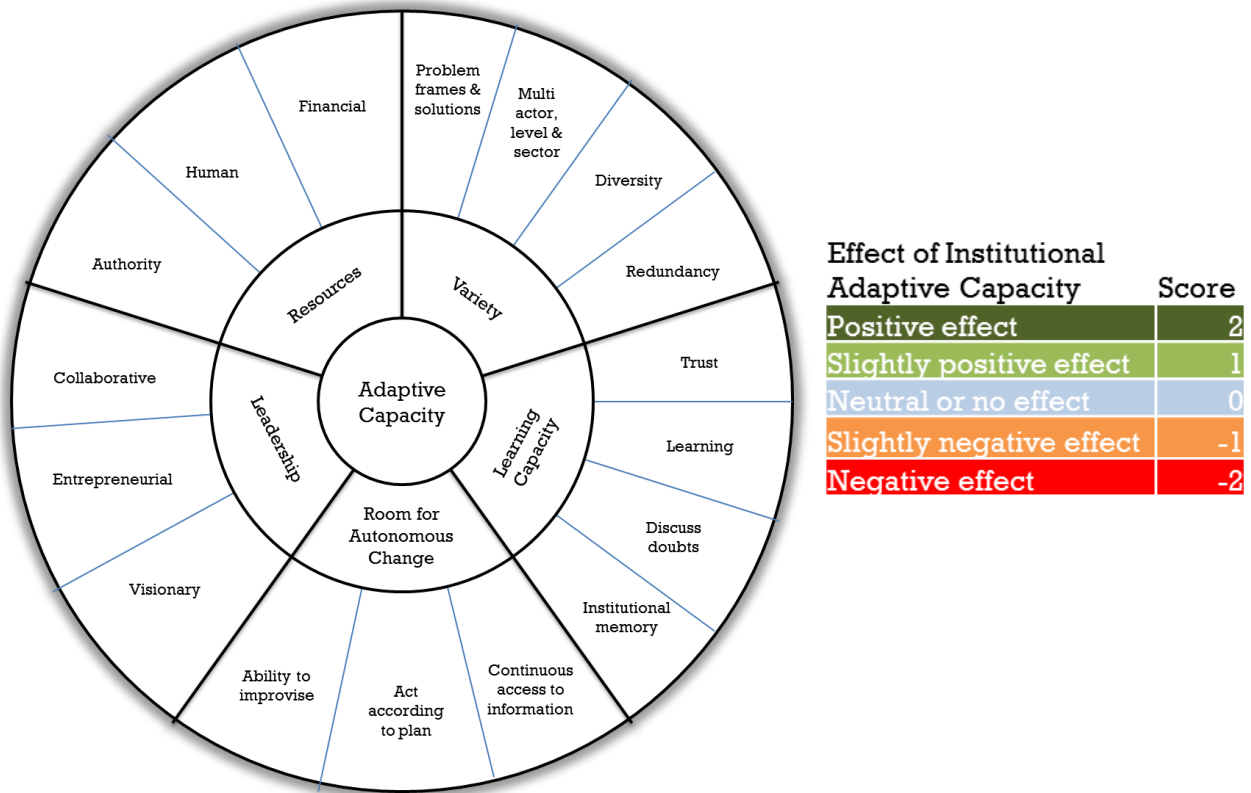 Problem
frames &
solutions
Multi
actor,
level &
sector
Diversity
Redundancy
Trust
Learning
Discuss
doubts
Institutional
memory
Continuous
access to
information
Act
according
to plan
Ability to
improvise
Visionary
Entrepreneurial
Collaborative
Authority
Human
Financial
Resources
Variety
Learning
Capacity
Room for
Autonomous
Change
Leadership
Adaptive
Capacity
Effect of Institutional
Adaptive Capacity Score
Positive effect 2
Slightly positive effect 1
Neutral or no effect 0
Slightly negative effect -1
Negative effect -2